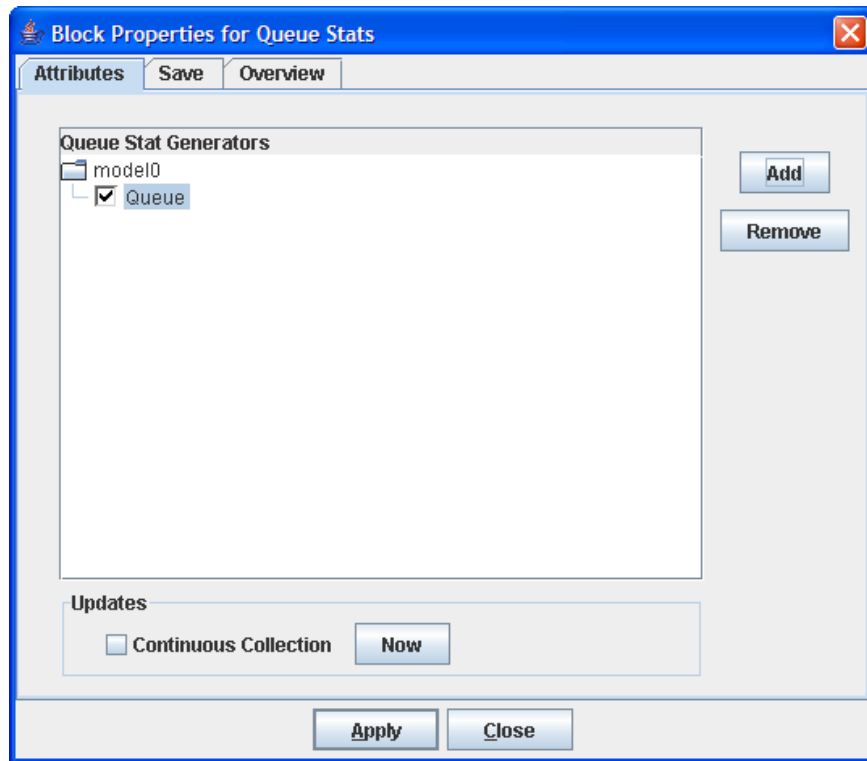 Block Properties for Queue Stats
Attributes Save Overview
Queue Stat Generators
model0
Queue
Add
Remove
Updates
Continuous Collection Now
Apply Close